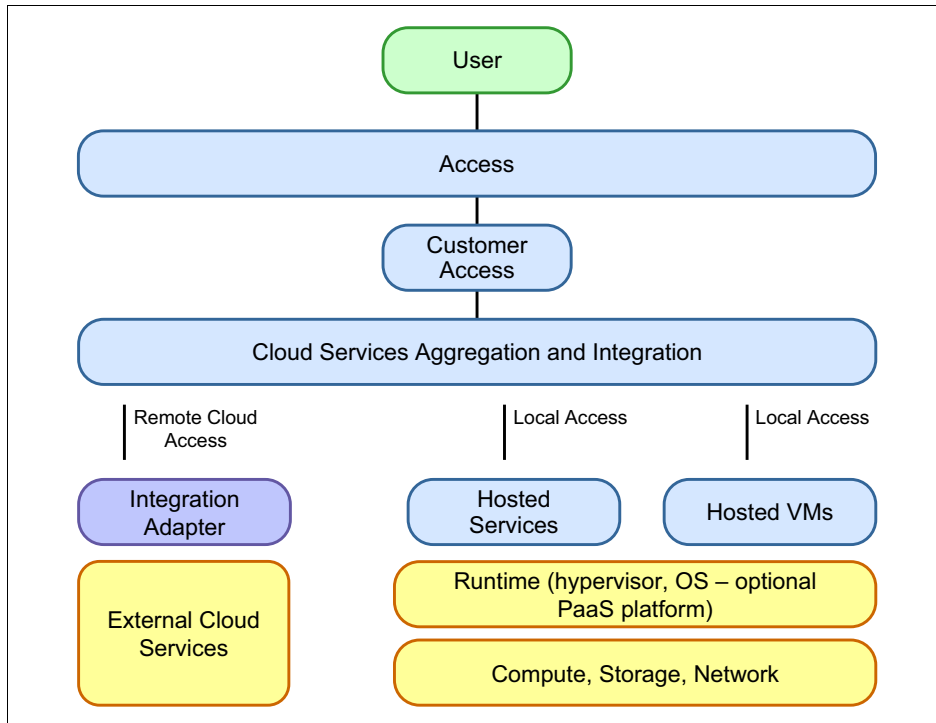 User
Access
Customer
Access
Cloud Services Aggregation and Integration
Remote Cloud
Access
Local Access
Local Access
Integration
Adapter
Hosted
Services
Hosted VMs
External Cloud
Services
Runtime (hypervisor, OS – optional
PaaS platform)
Compute, Storage, Network